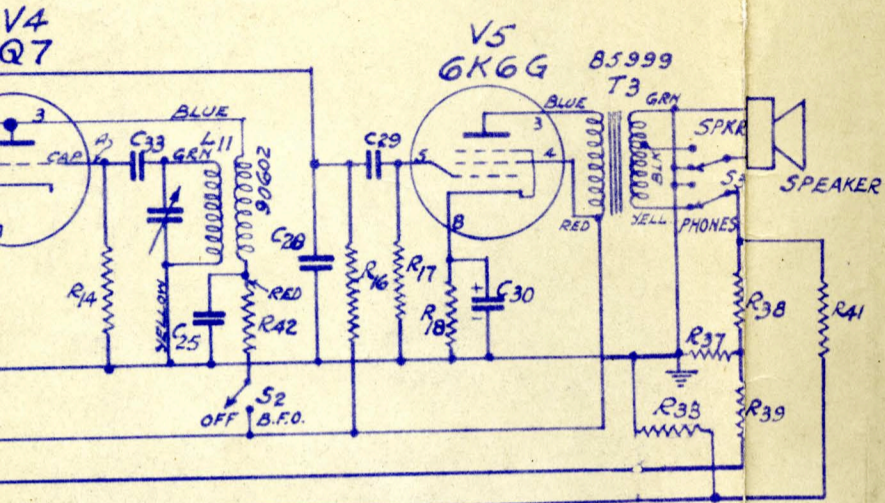 V4
Q7
V5
6K6G
85999
T3
3
BLUE
A5
C33
CAP
GRN
L11
90602
R14
YELLOW
C25
RED
R42
S2
OFF
B.F.O.
C28
C29
R16
R17
5
3
BLUE
4
8
RED
R18
+
C30
GRN
BLK
YELL
SPKR
S3
PHONES
SPEAKER
R37
R38
R41
R33
R39